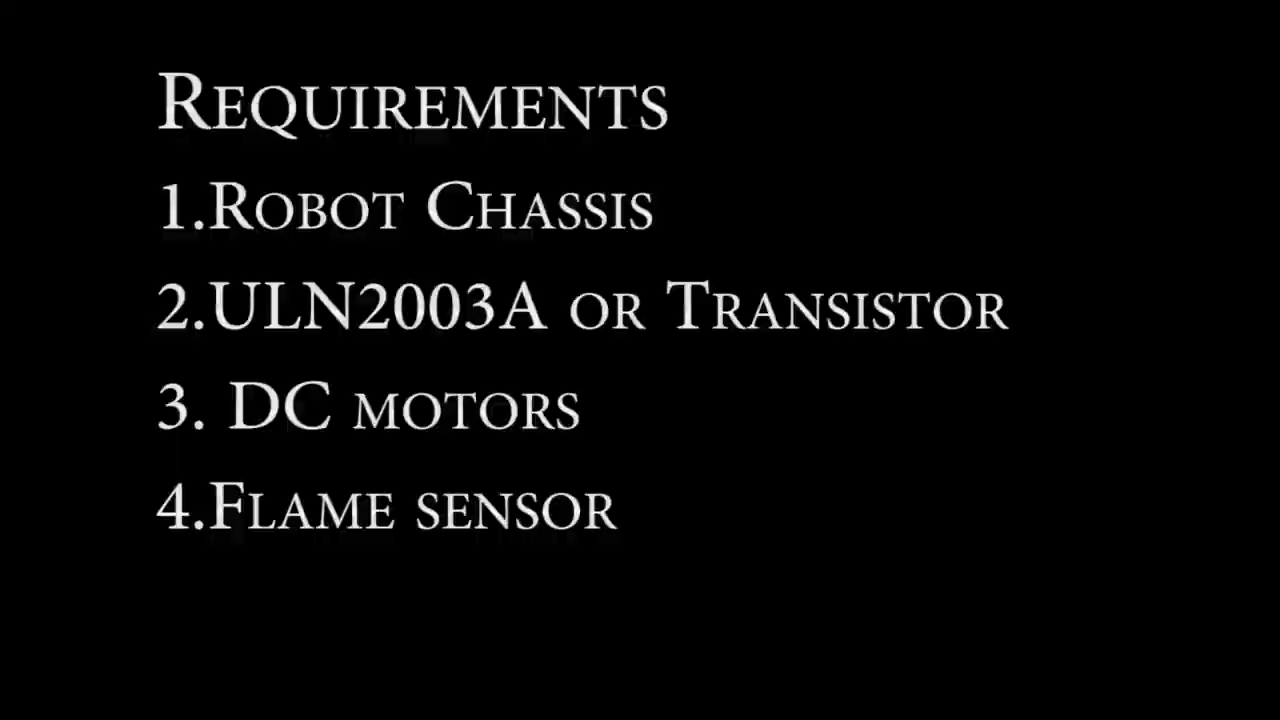 Requirements
1.Robot Chassis
2.ULN2003A or Transistor
3. DC motors
4.Flame sensor